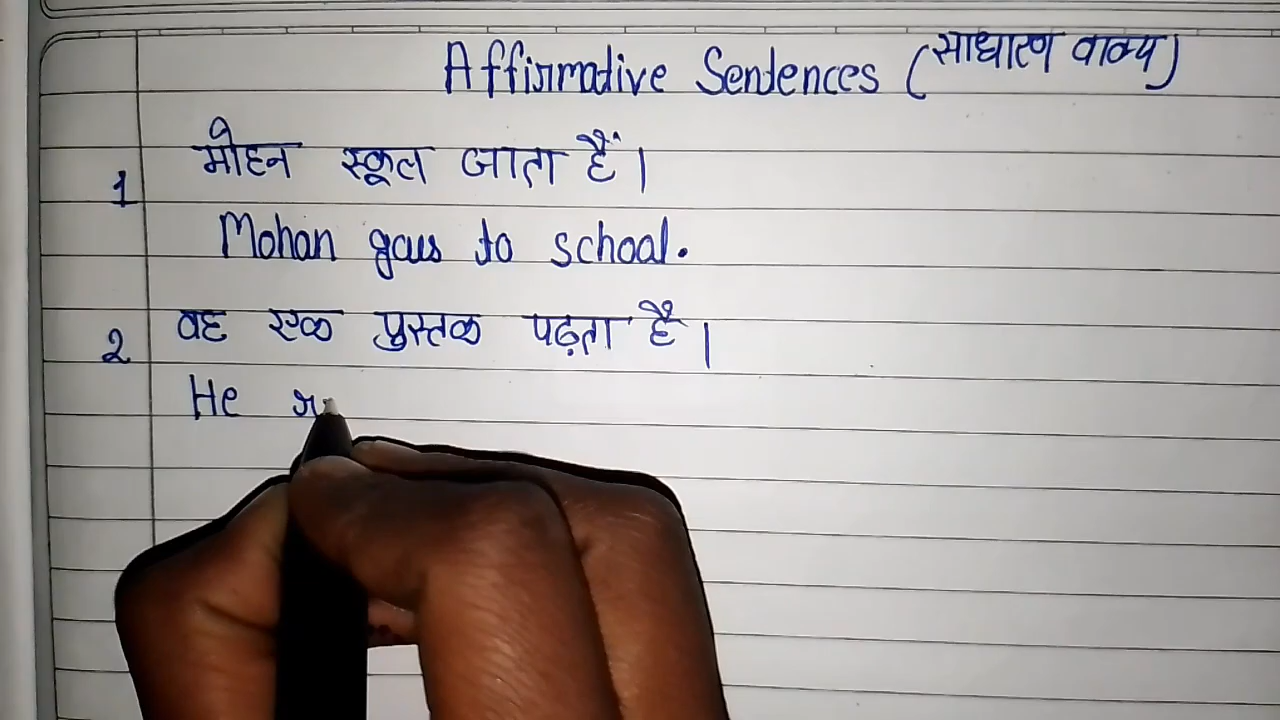 Affirmative Sentences (साधारण वाक्य)
1 मोहन स्कूल जाता हैं।
Mohan goes to school.
2 वह एक पुस्तक पढ़ता है।
He